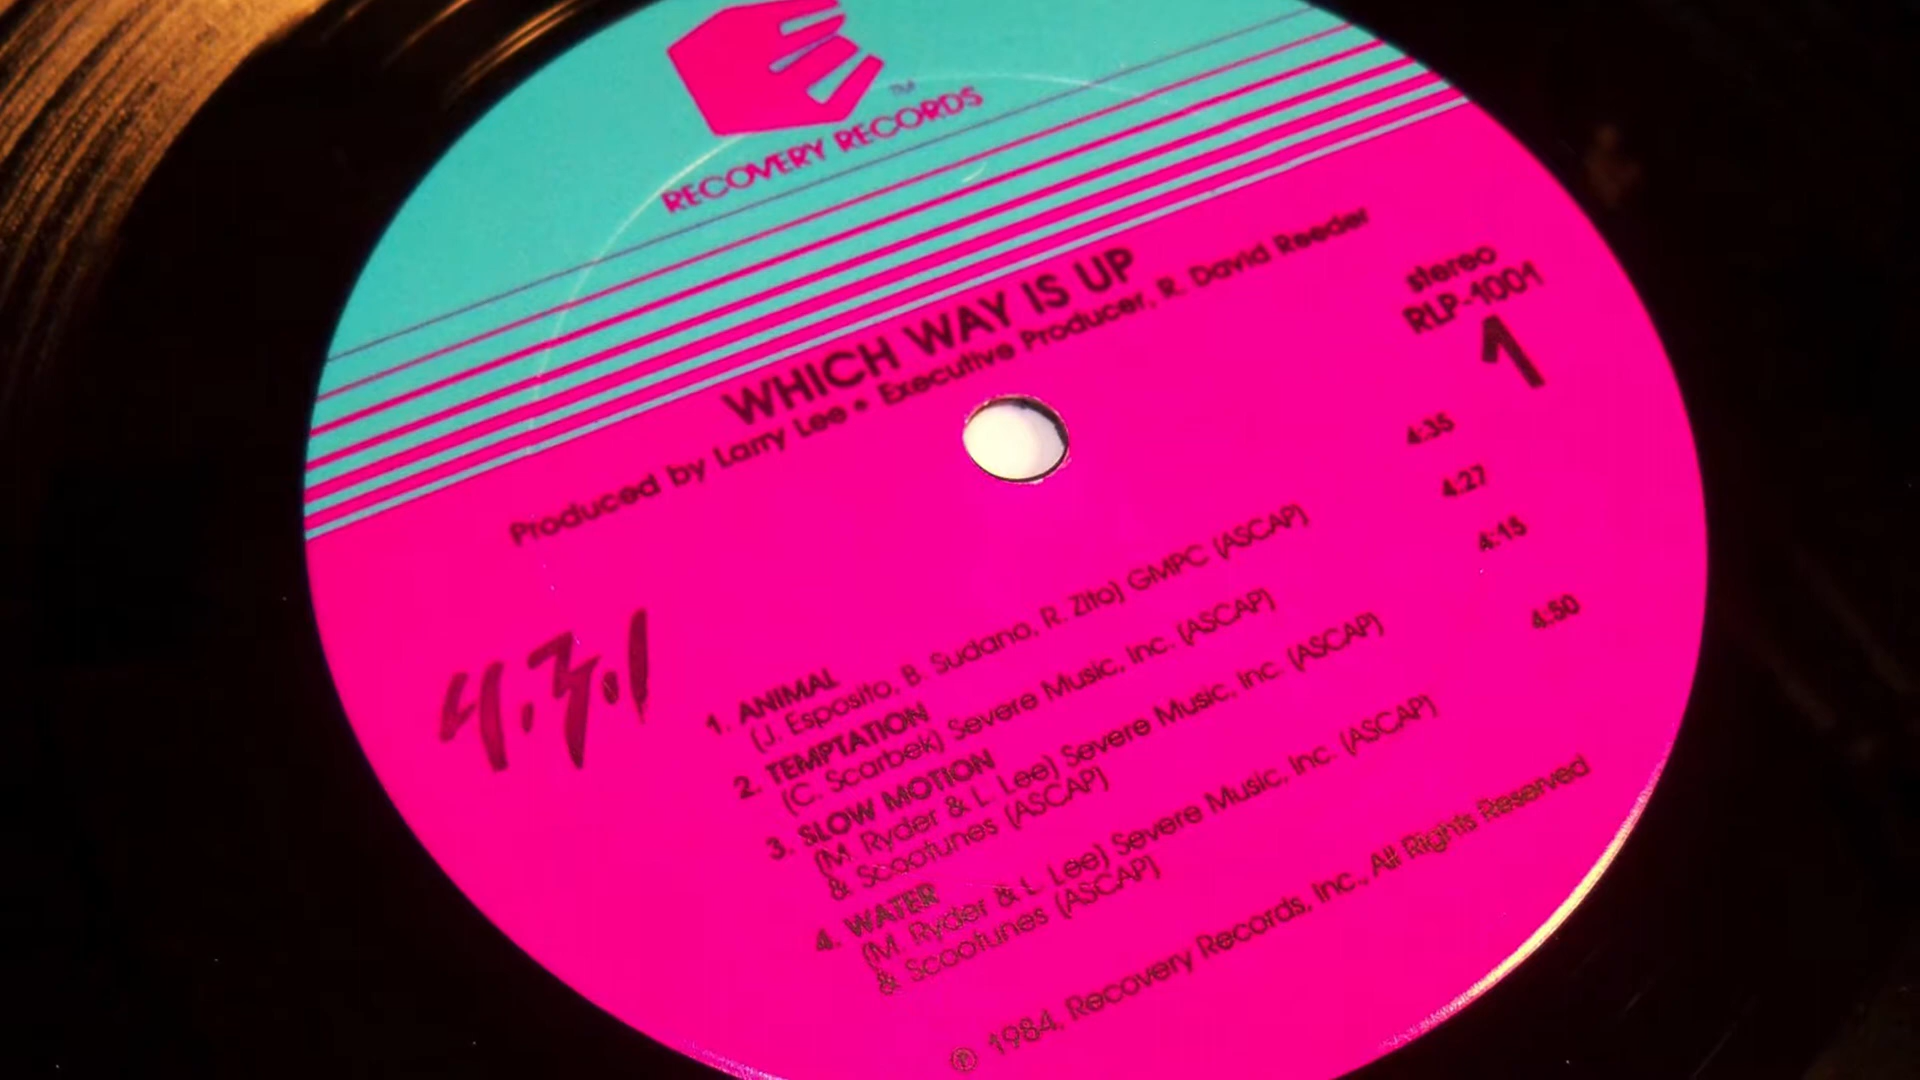 TM
RECOVERY RECORDS
WHICH WAY IS UP
Produced by Larry Lee • Executive Producer, R. David Reeder
stereo
RLP-1001
1
4.3.1
1. ANIMAL 4:35
(J. Esposito, B. Sudano, R. Zito) GMPC (ASCAP)
2. TEMPTATION 4:27
(C. Scarbek) Severe Music, Inc. (ASCAP)
3. SLOW MOTION 4:15
(M. Ryder & L. Lee) Severe Music, Inc. (ASCAP)
& Scootunes (ASCAP)
4. WATER 4:50
(M. Ryder & L. Lee) Severe Music, Inc. (ASCAP)
& Scootunes (ASCAP)
℗ 1984, Recovery Records, Inc., All Rights Reserved